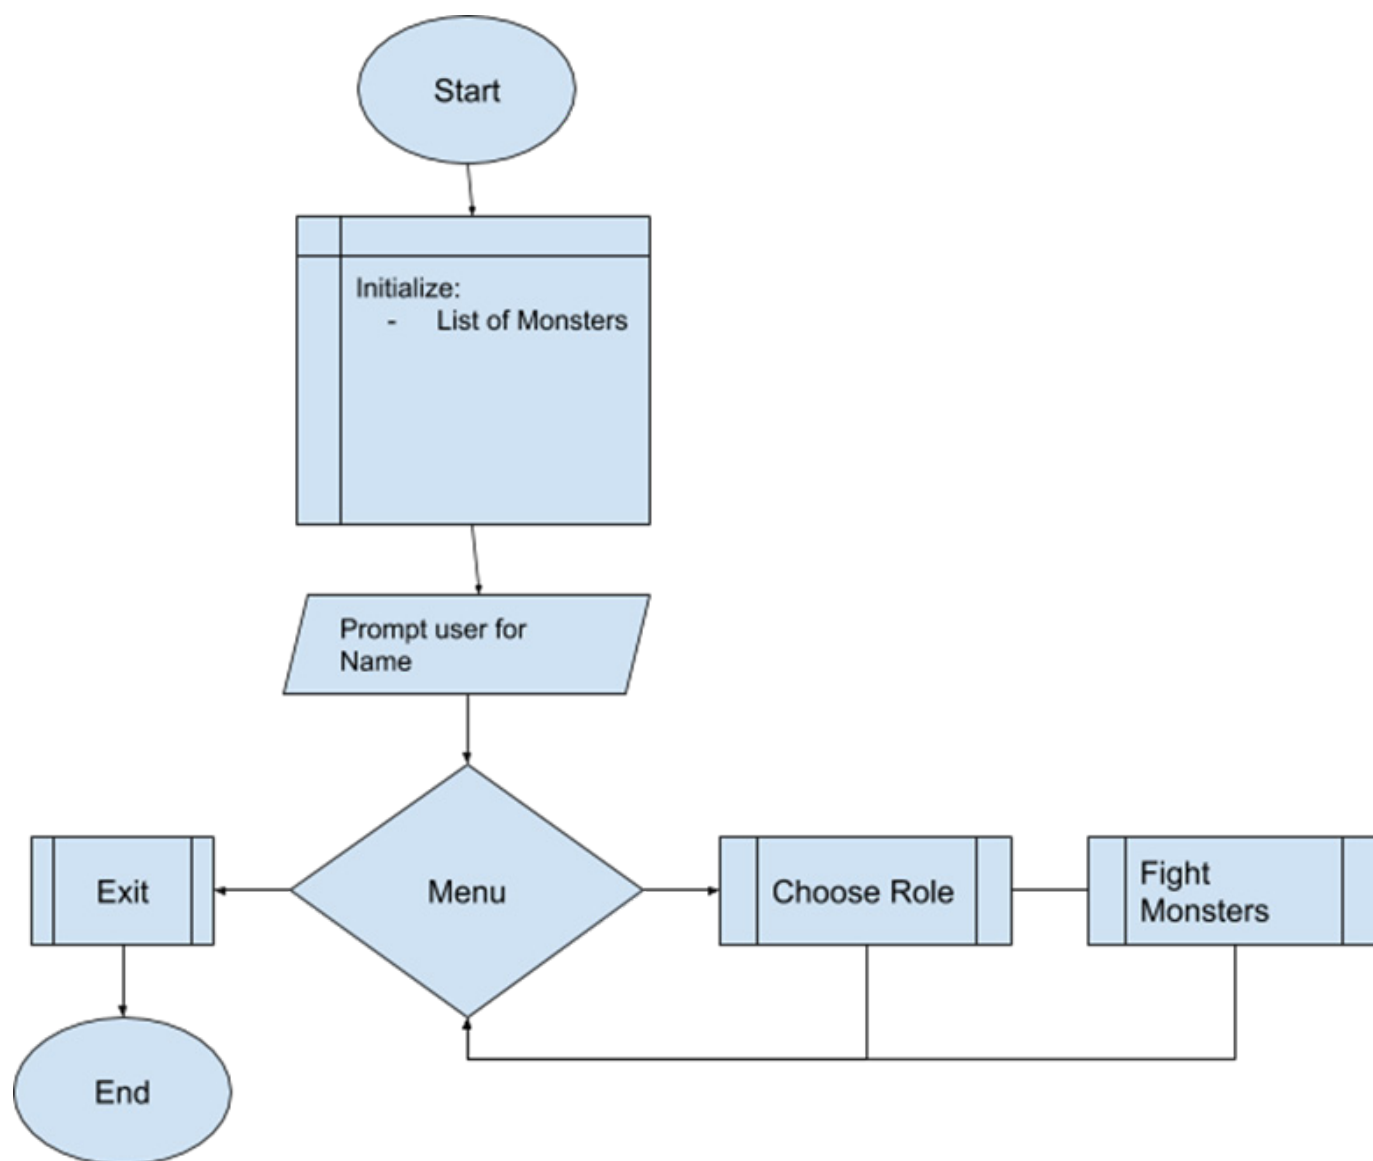 Start
Initialize:
- List of Monsters
Prompt user for
Name
Exit
Menu
Choose Role
Fight
Monsters
End